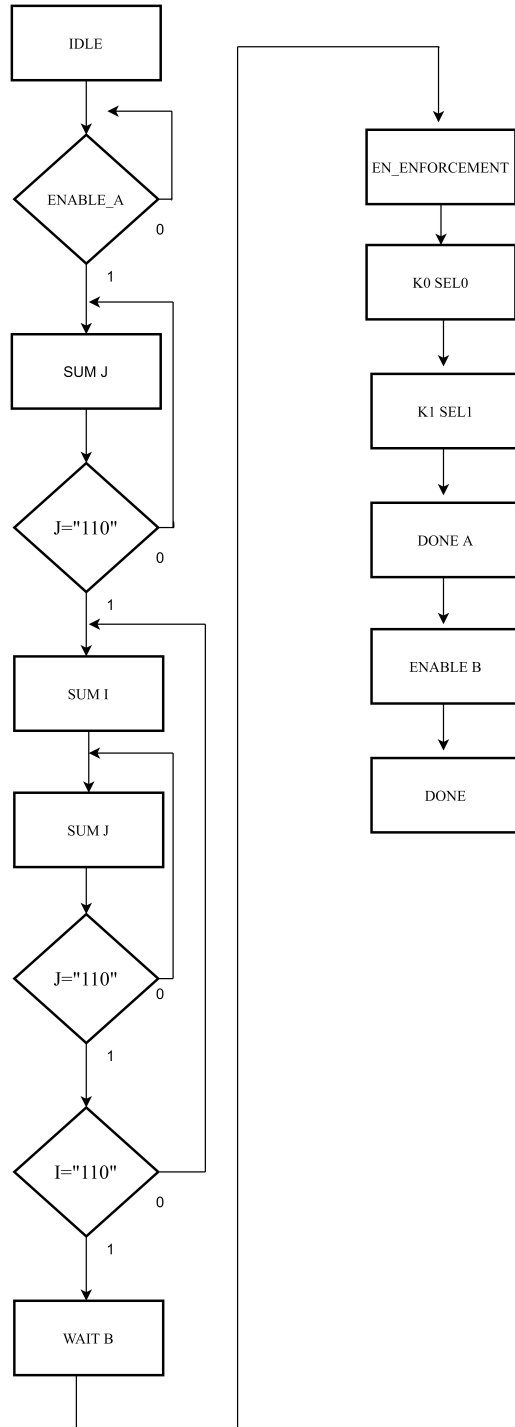 IDLE
ENABLE_A
0
1
SUM J
J="110"
0
1
SUM I
SUM J
J="110"
0
1
I="110"
0
1
WAIT B
EN_ENFORCEMENT
K0 SEL0
K1 SEL1
DONE A
ENABLE B
DONE